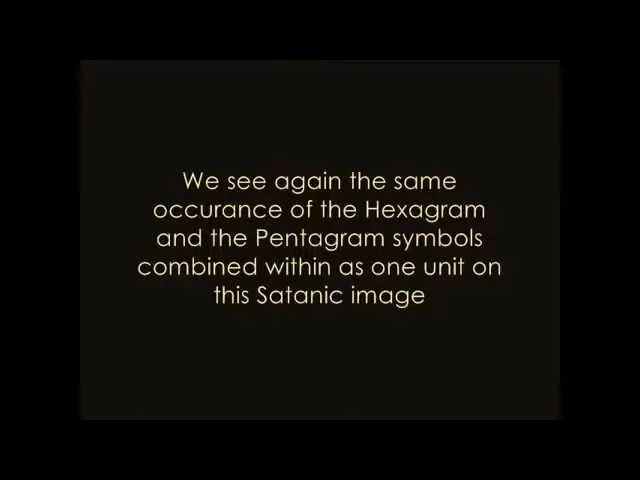 We see again the same
occurance of the Hexagram
and the Pentagram symbols
combined within as one unit on
this Satanic image